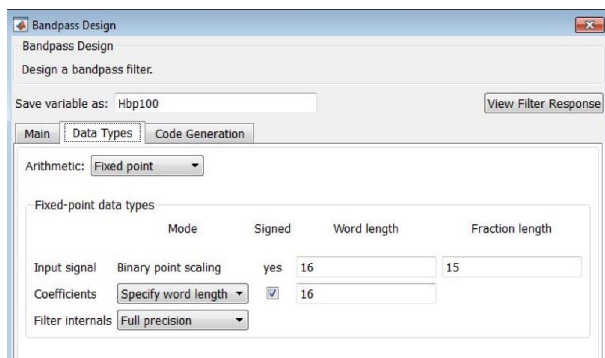 Bandpass Design
Bandpass Design
Design a bandpass filter.
Save variable as: Hbp100 View Filter Response
Main Data Types Code Generation
Arithmetic: Fixed point
Fixed-point data types
Mode Signed Word length Fraction length
Input signal Binary point scaling yes 16 15
Coefficients Specify word length 16
Filter internals Full precision